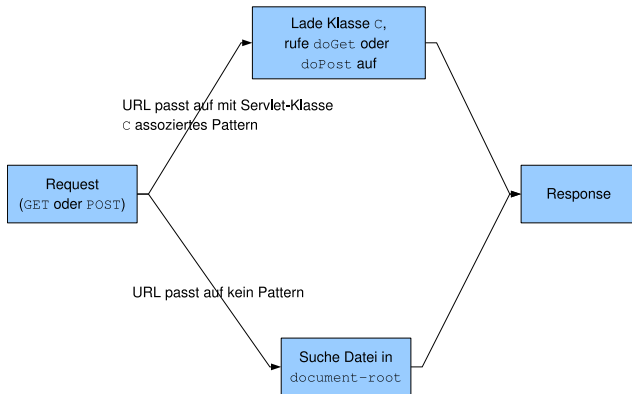 Lade Klasse C,
rufe doGet oder
doPost auf
URL passt auf mit Servlet-Klasse
C assoziertes Pattern
Request
(GET oder POST)
Response
URL passt auf kein Pattern
Suche Datei in
document-root